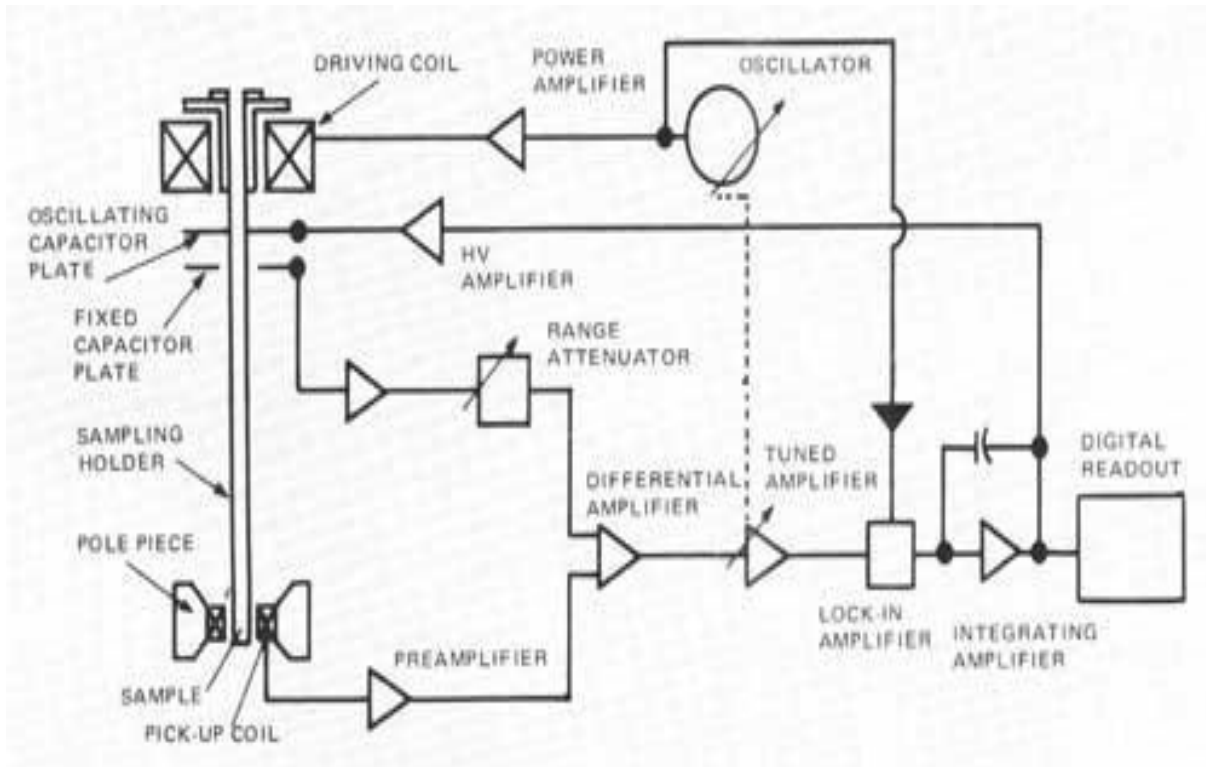 DRIVING COIL
POWER
AMPLIFIER
OSCILLATOR
OSCILLATING
CAPACITOR
PLATE
HV
AMPLIFIER
FIXED
CAPACITOR
PLATE
RANGE
ATTENUATOR
SAMPLING
HOLDER
DIFFERENTIAL
AMPLIFIER
TUNED
AMPLIFIER
DIGITAL
READOUT
POLE PIECE
LOCK-IN
AMPLIFIER
INTEGRATING
AMPLIFIER
PREAMPLIFIER
SAMPLE
PICK-UP COIL